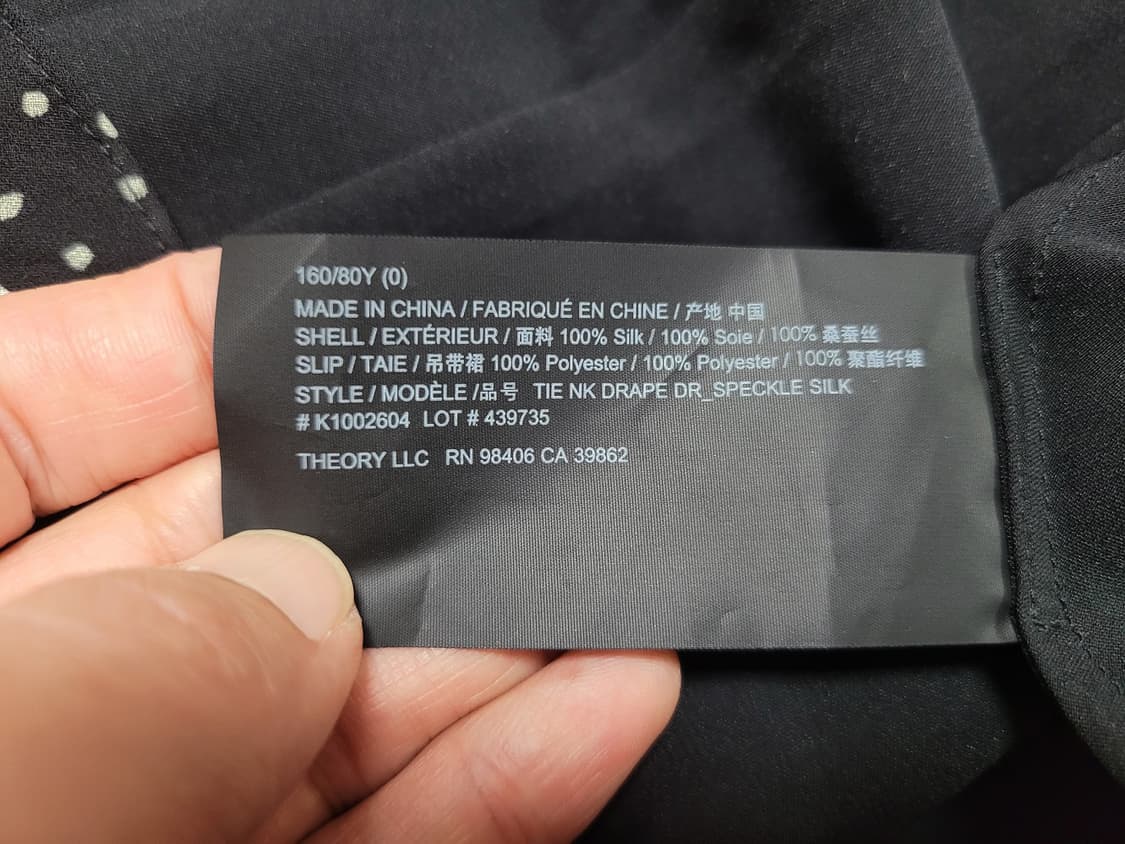 160/80Y (0)
MADE IN CHINA / FABRIQUÉ EN CHINE / 产地 中国
SHELL / EXTÉRIEUR / 面料 100% Silk / 100% Soie / 100% 桑蚕丝
SLIP / TAIE / 吊带裙 100% Polyester / 100% Polyester / 100% 聚酯纤维
STYLE / MODÈLE /品号 TIE NK DRAPE DR_SPECKLE SILK
# K1002604 LOT # 439735
THEORY LLC RN 98406 CA 39862